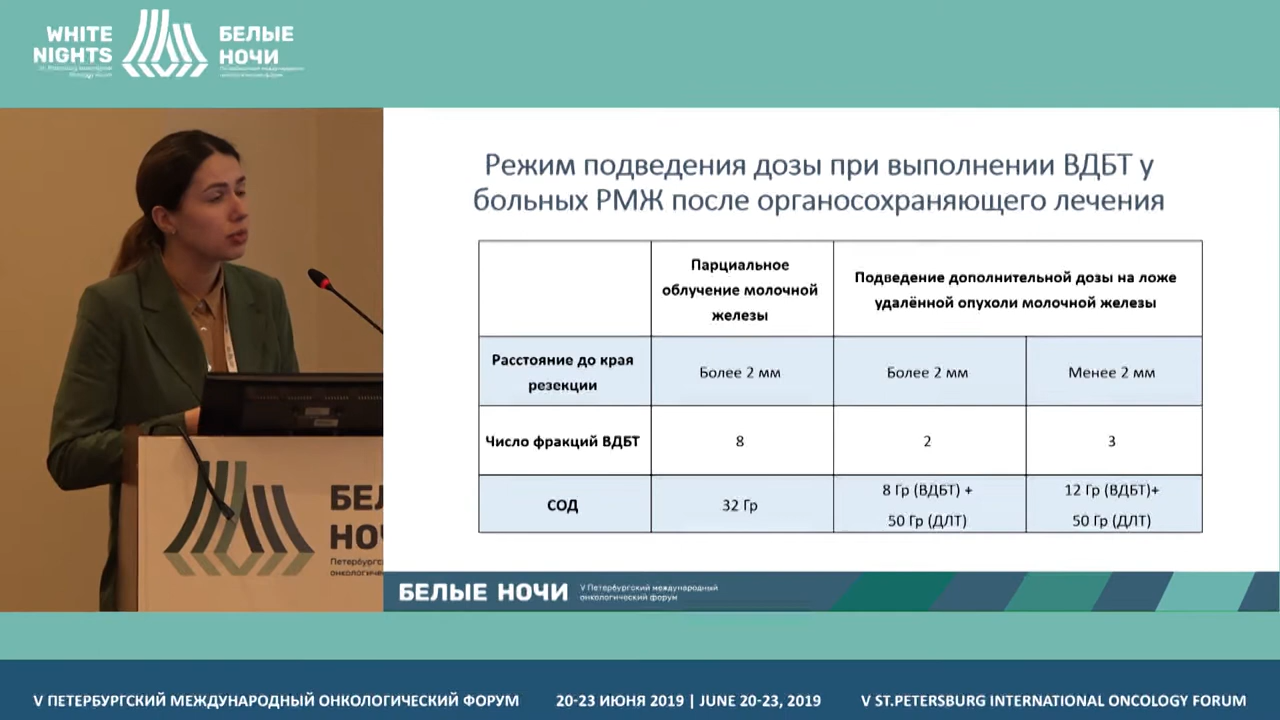 WHITE
NIGHTS
БЕЛЫЕ
НОЧИ
Режим подведения дозы при выполнении ВДБТ у
больных РМЖ после органосохраняющего лечения
Парциальное
облучение молочной
железы
Подведение дополнительной дозы на ложе
удалённой опухоли молочной железы
Расстояние до края
резекции
Более 2 мм
Более 2 мм
Менее 2 мм
Число фракций ВДБТ
8
2
3
СОД
32 Гр
8 Гр (ВДБТ) +
50 Гр (ДЛТ)
12 Гр (ВДБТ)+
50 Гр (ДЛТ)
БЕЛЫЕ НОЧИ
V Петербургский международный
онкологический форум
V ПЕТЕРБУРГСКИЙ МЕЖДУНАРОДНЫЙ ОНКОЛОГИЧЕСКИЙ ФОРУМ
20-23 ИЮНЯ 2019 | JUNE 20-23, 2019
V ST.PETERSBURG INTERNATIONAL ONCOLOGY FORUM